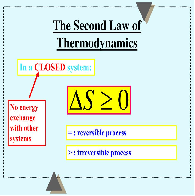 The Second Law of
Thermodynamics
In a CLOSED system:
ΔS ≥ 0
No energy
exchange
with other
systems
= : reversible process
> : irreversible process